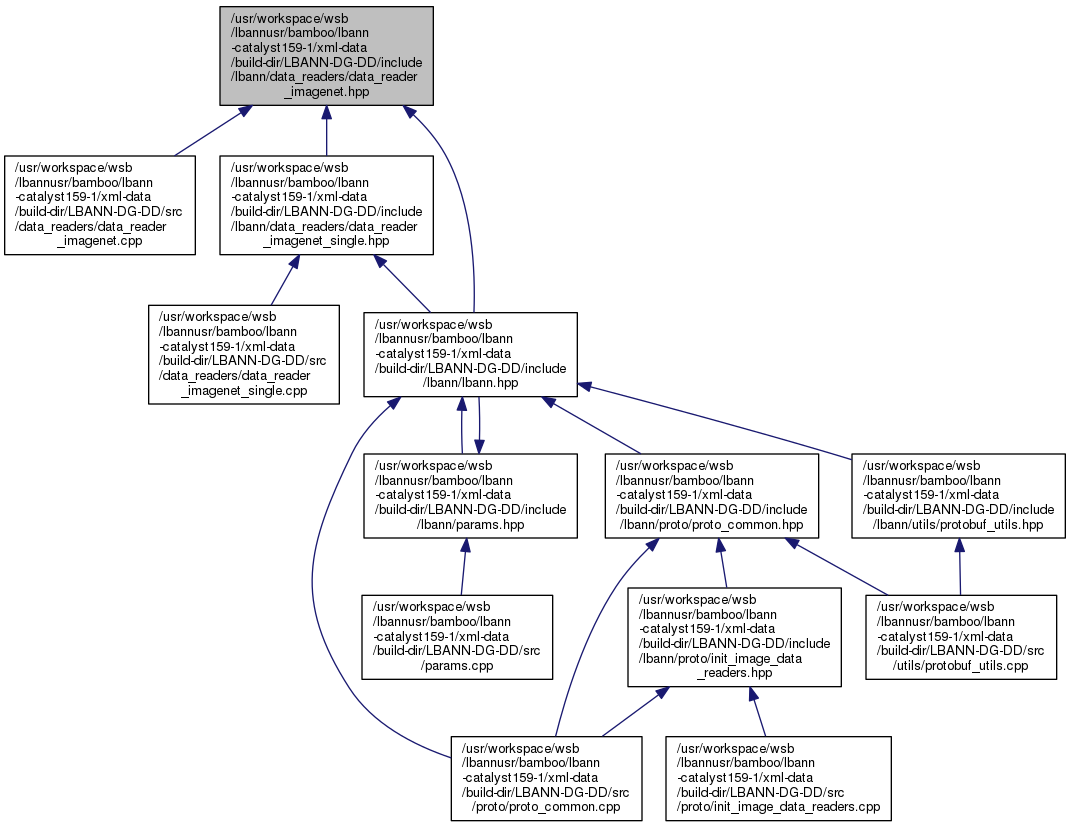 /usr/workspace/wsb
/lbannusr/bamboo/lbann
-catalyst159-1/xml-data
/build-dir/LBANN-DG-DD/include
/lbann/data_readers/data_reader
_imagenet.hpp
/usr/workspace/wsb
/lbannusr/bamboo/lbann
-catalyst159-1/xml-data
/build-dir/LBANN-DG-DD/src
/data_readers/data_reader
_imagenet.cpp
/usr/workspace/wsb
/lbannusr/bamboo/lbann
-catalyst159-1/xml-data
/build-dir/LBANN-DG-DD/include
/lbann/data_readers/data_reader
_imagenet_single.hpp
/usr/workspace/wsb
/lbannusr/bamboo/lbann
-catalyst159-1/xml-data
/build-dir/LBANN-DG-DD/src
/data_readers/data_reader
_imagenet_single.cpp
/usr/workspace/wsb
/lbannusr/bamboo/lbann
-catalyst159-1/xml-data
/build-dir/LBANN-DG-DD/include
/lbann/lbann.hpp
/usr/workspace/wsb
/lbannusr/bamboo/lbann
-catalyst159-1/xml-data
/build-dir/LBANN-DG-DD/include
/lbann/params.hpp
/usr/workspace/wsb
/lbannusr/bamboo/lbann
-catalyst159-1/xml-data
/build-dir/LBANN-DG-DD/include
/lbann/proto/proto_common.hpp
/usr/workspace/wsb
/lbannusr/bamboo/lbann
-catalyst159-1/xml-data
/build-dir/LBANN-DG-DD/include
/lbann/utils/protobuf_utils.hpp
/usr/workspace/wsb
/lbannusr/bamboo/lbann
-catalyst159-1/xml-data
/build-dir/LBANN-DG-DD/src
/params.cpp
/usr/workspace/wsb
/lbannusr/bamboo/lbann
-catalyst159-1/xml-data
/build-dir/LBANN-DG-DD/include
/lbann/proto/init_image_data
_readers.hpp
/usr/workspace/wsb
/lbannusr/bamboo/lbann
-catalyst159-1/xml-data
/build-dir/LBANN-DG-DD/src
/utils/protobuf_utils.cpp
/usr/workspace/wsb
/lbannusr/bamboo/lbann
-catalyst159-1/xml-data
/build-dir/LBANN-DG-DD/src
/proto/proto_common.cpp
/usr/workspace/wsb
/lbannusr/bamboo/lbann
-catalyst159-1/xml-data
/build-dir/LBANN-DG-DD/src
/proto/init_image_data_readers.cpp